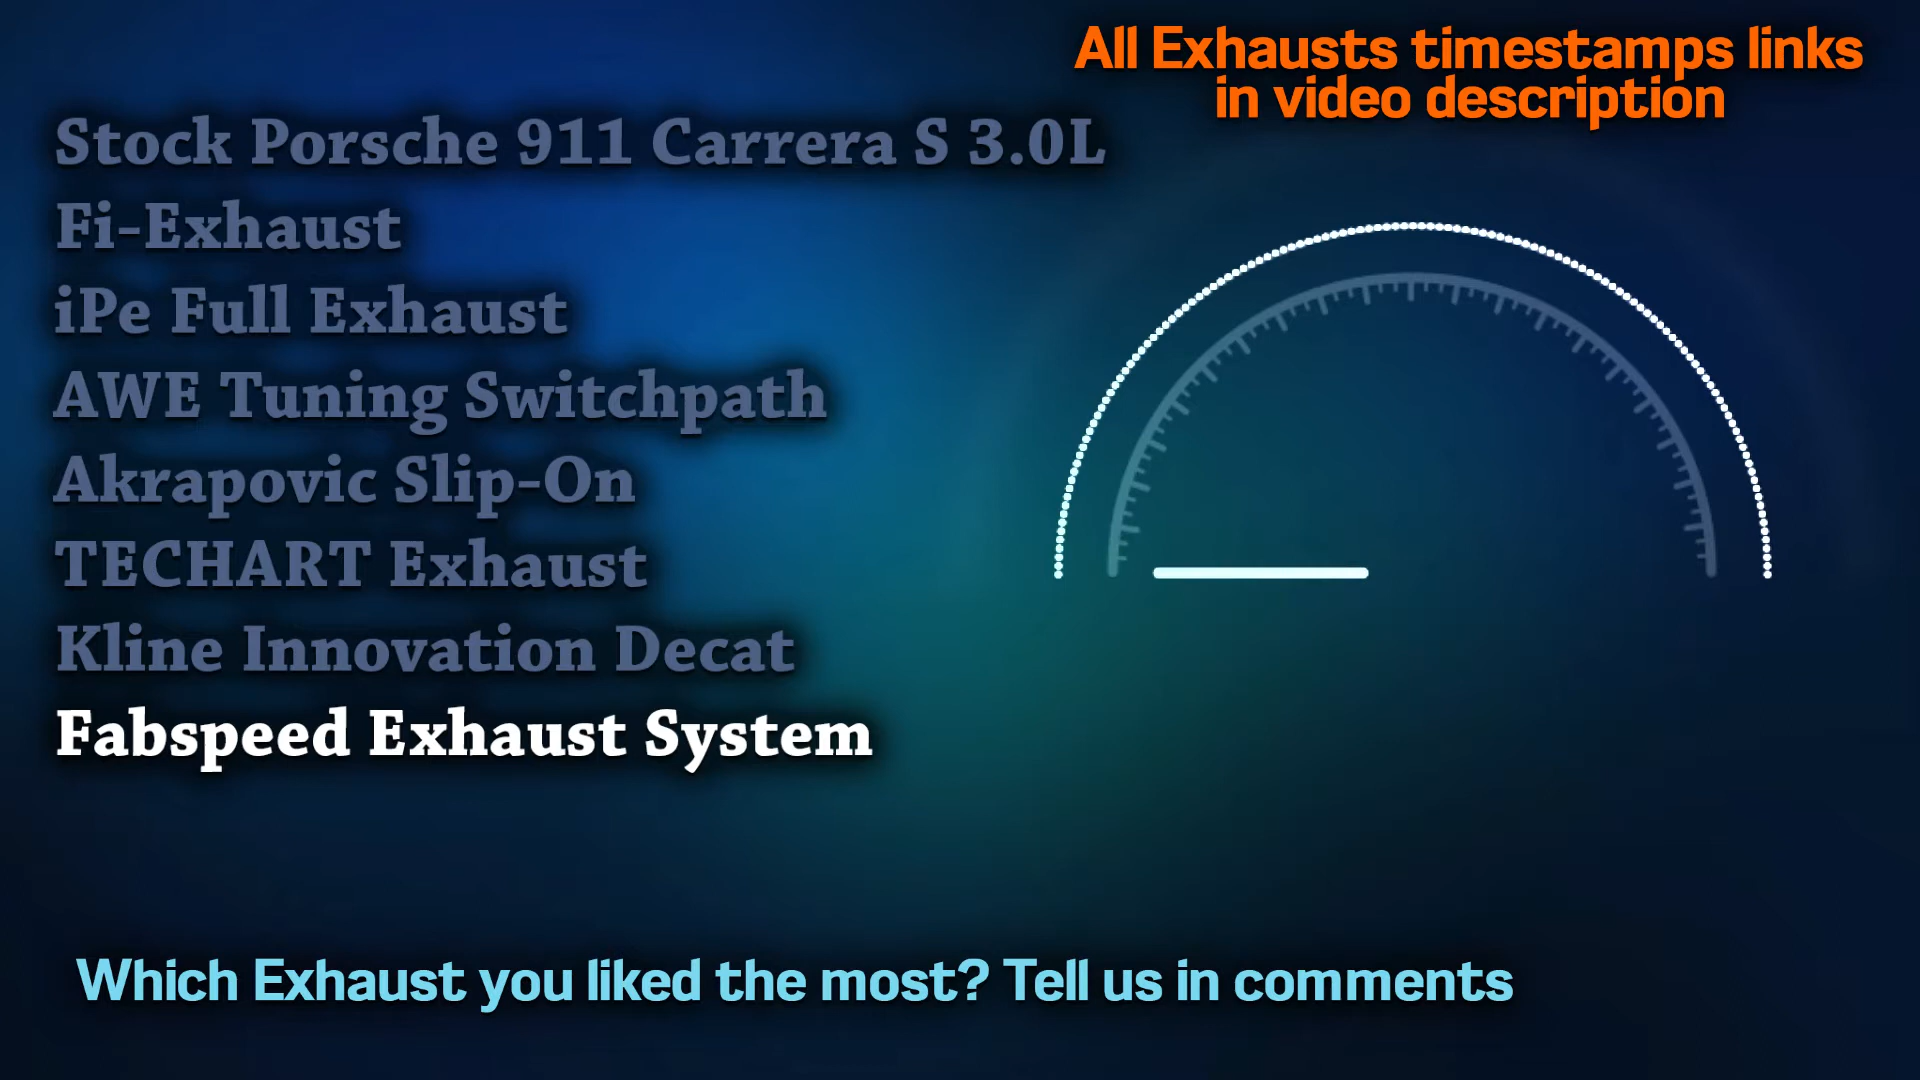 All Exhausts timestamps links
in video description
Stock Porsche 911 Carrera S 3.0L
Fi-Exhaust
iPe Full Exhaust
AWE Tuning Switchpath
Akrapovic Slip-On
TECHART Exhaust
Kline Innovation Decat
Fabspeed Exhaust System
Which Exhaust you liked the most? Tell us in comments